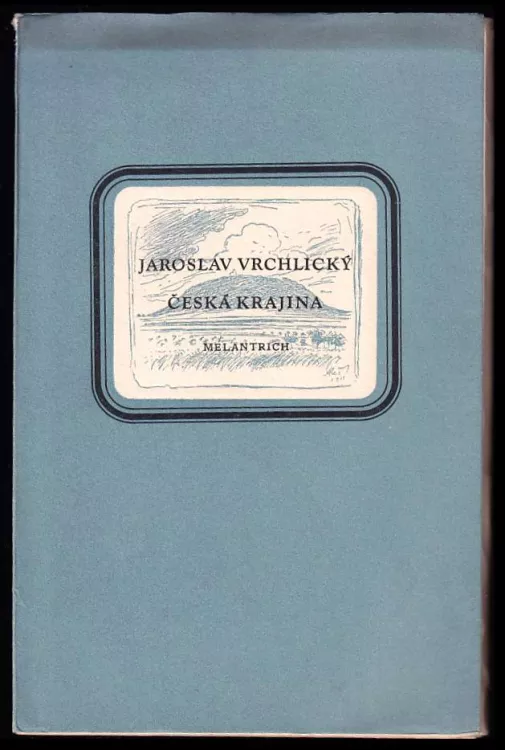 JAROSLAV VRCHLICKÝ
ČESKÁ KRAJINA
MELANTRICH